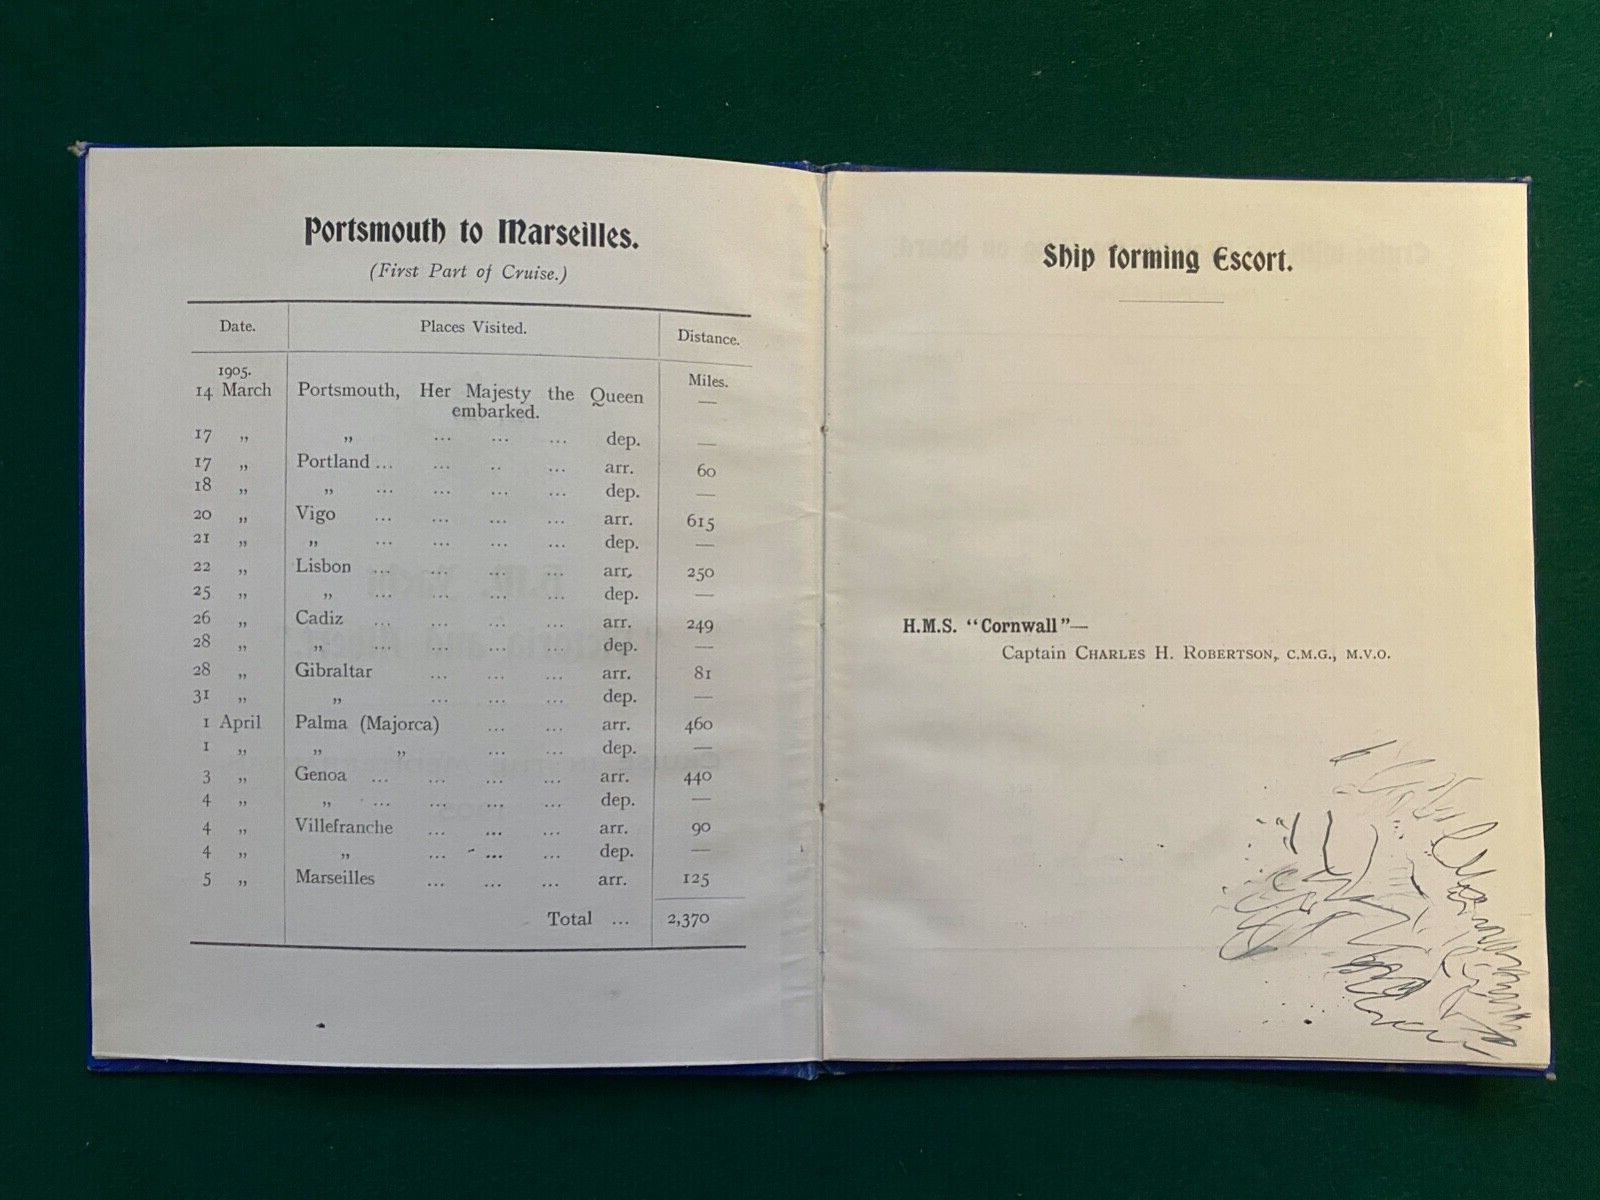 Portsmouth to Marseilles.
(First Part of Cruise.)
Date. Places Visited. Distance.
1905. Miles.
14 March Portsmouth, Her Majesty the Queen —
embarked.
17 „ „ ... ... ... dep. —
17 „ Portland ... ... .. ... arr. 60
18 „ „ ... ... ... ... dep. —
20 „ Vigo ... ... ... ... arr. 615
21 „ „ ... ... ... ... dep. —
22 „ Lisbon ... ... ... ... arr. 250
25 „ „ ... ... ... ... dep. —
26 „ Cadiz ... ... ... ... arr. 249
28 „ „ ... ... ... ... dep. —
28 „ Gibraltar ... ... ... arr. 81
31 „ „ ... ... ... dep. —
1 April Palma (Majorca) ... ... arr. 460
1 „ „ „ ... ... dep. —
3 „ Genoa ... ... ... ... arr. 440
4 „ „ ... ... ... ... dep. —
4 „ Villefranche ... ... ... arr. 90
4 „ „ ... ... ... dep. —
5 „ Marseilles ... ... ... arr. 125
Total ... 2,370
Ship forming Escort.
H.M.S. "Cornwall"—
Captain CHARLES H. ROBERTSON, C.M.G., M.V.O.